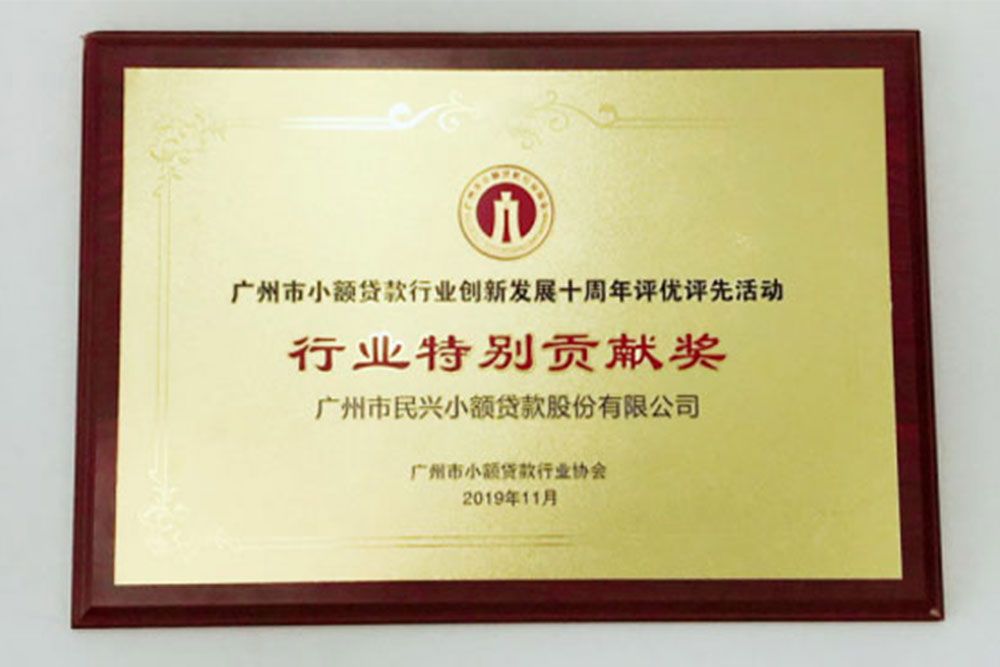 广州市小额贷款行业创新发展十周年评优评先活动
行业特别贡献奖
广州市民兴小额贷款股份有限公司
广州市小额贷款行业协会
2019年11月